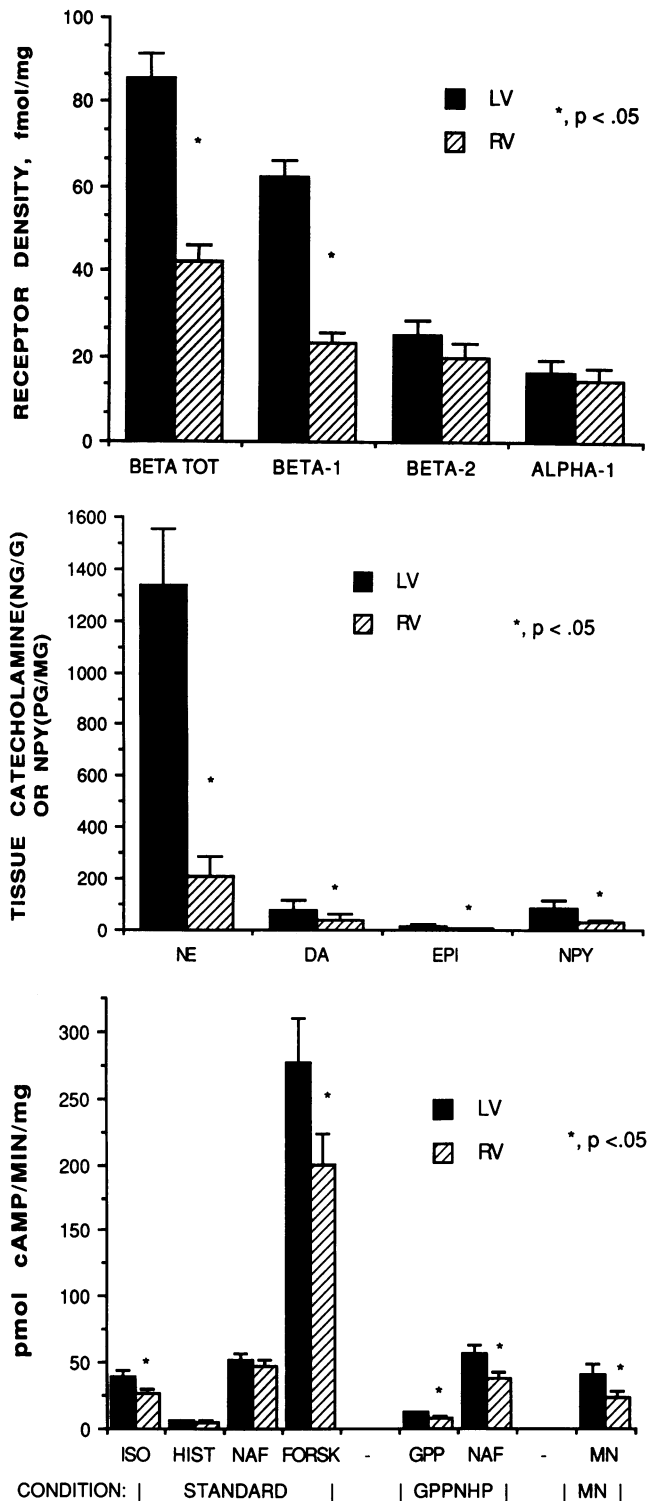 RECEPTOR DENSITY, fmol/mg
100
80
60
40
20
0
LV
RV
*, p < .05
*
*
BETA TOT BETA-1 BETA-2 ALPHA-1
TISSUE CATECHOLAMINE(NG/G)
OR NPY(PG/MG)
1600
1400
1200
1000
800
600
400
200
0
LV
RV
*, p < .05
*
*
*
*
NE DA EPI NPY
pmol cAMP/MIN/mg
300
250
200
150
100
50
0
LV
RV
*, p <.05
*
*
*
*
*
ISO HIST NAF FORSK - GPP NAF - MN
CONDITION: | STANDARD | | GPPNHP | | MN |